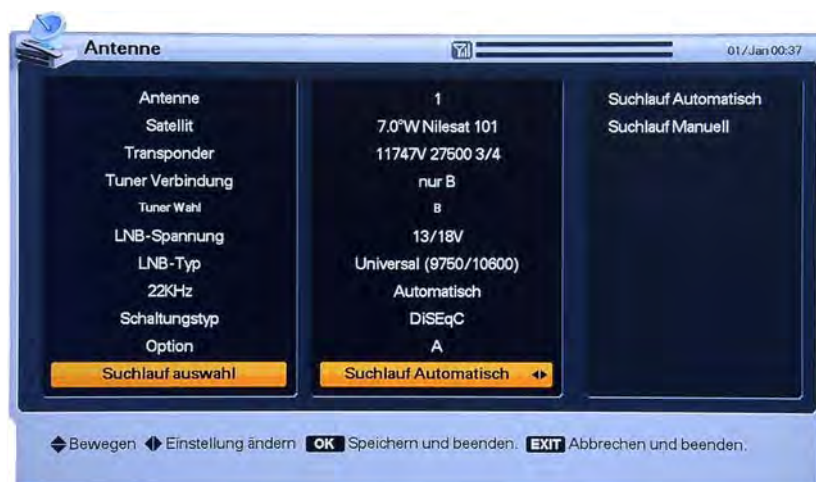 Antenne 01/Jan 00:37
Antenne 1 Suchlauf Automatisch
Satellit 7.0°W Nilesat 101 Suchlauf Manuell
Transponder 11747V 27500 3/4
Tuner Verbindung nur B
Tuner Wahl B
LNB-Spannung 13/18V
LNB-Typ Universal (9750/10600)
22KHz Automatisch
Schaltungstyp DiSEqC
Option A
Suchlauf auswahl Suchlauf Automatisch
Bewegen Einstellung ändern OK Speichern und beenden. EXIT Abbrechen und beenden.